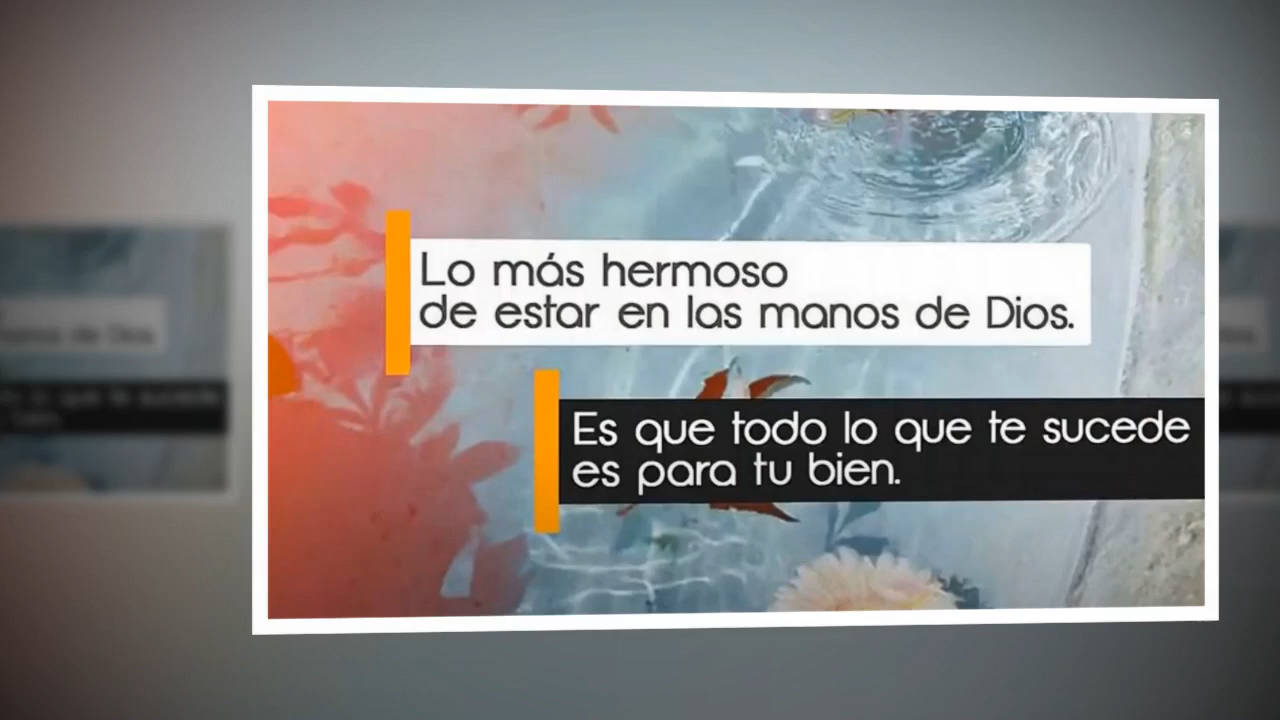 Lo más hermoso
de estar en las manos de Dios.
Es que todo lo que te sucede
es para tu bien.